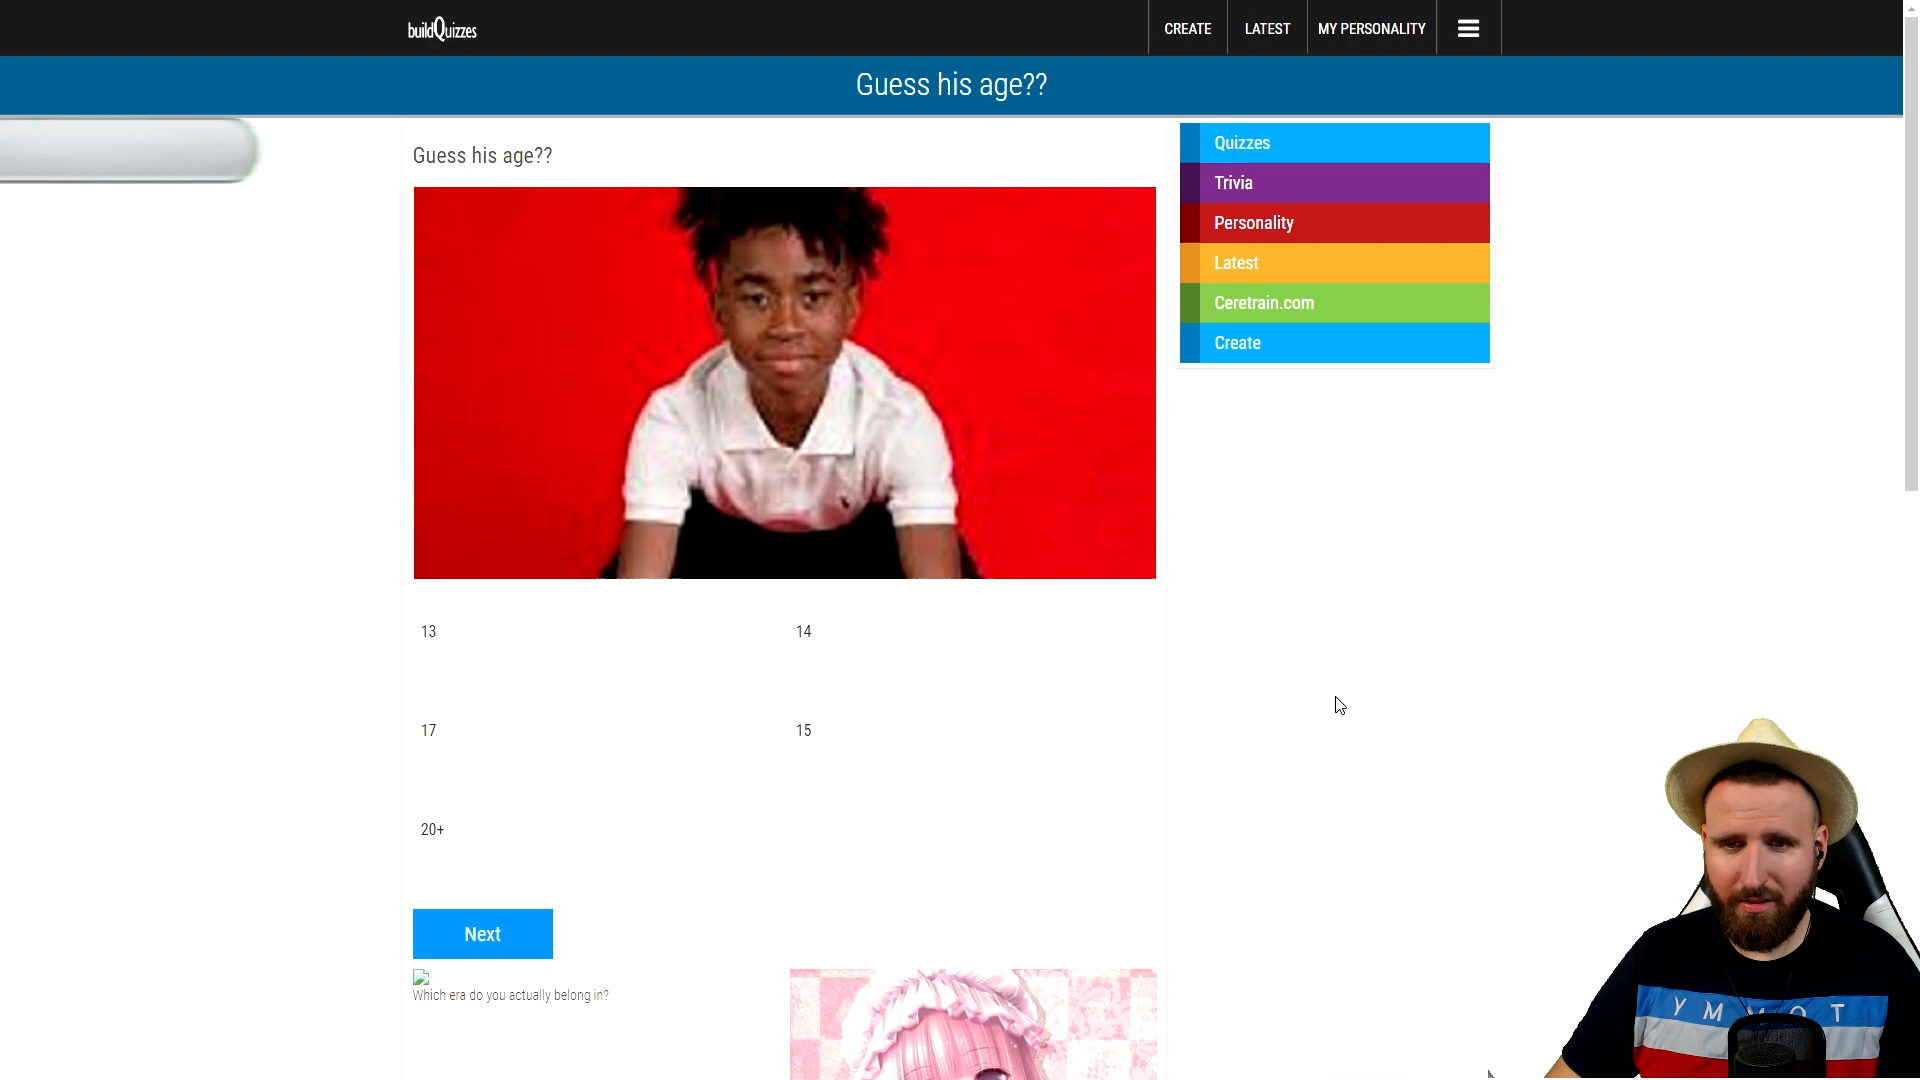 buildQuizzes
CREATE
LATEST
MY PERSONALITY
Guess his age??
Guess his age??
Quizzes
Trivia
Personality
Latest
Ceretrain.com
Create
13
14
17
15
20+
Next
Which era do you actually belong in?